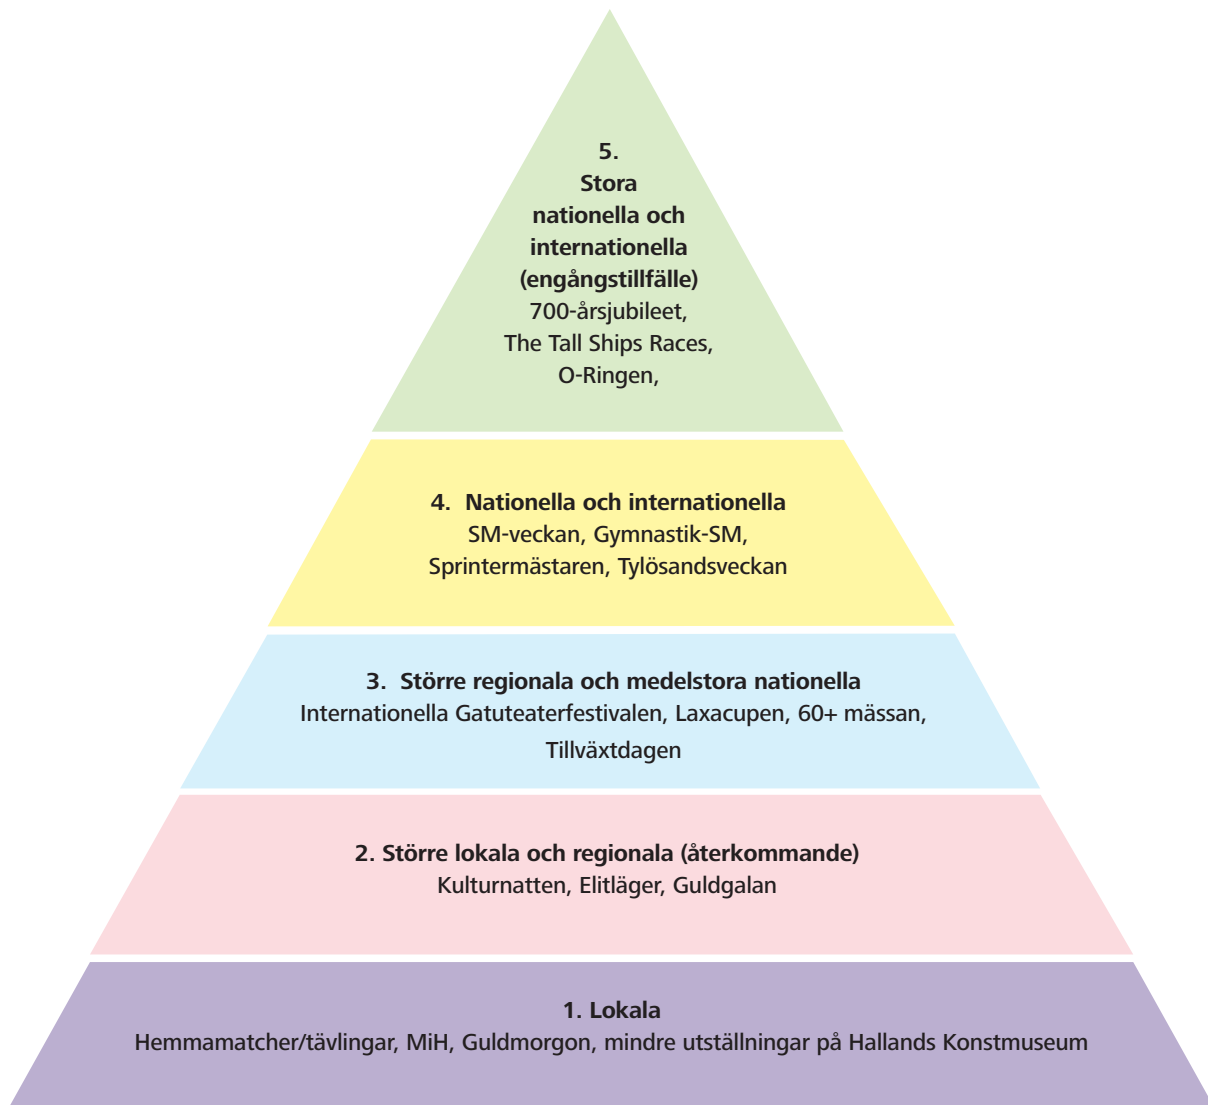 5.
Stora
nationella och
internationella
(engångstillfälle)
700-årsjubileet,
The Tall Ships Races,
O-Ringen,
4. Nationella och internationella
SM-veckan, Gymnastik-SM,
Sprintermästaren, Tylösandsveckan
3. Större regionala och medelstora nationella
Internationella Gatuteaterfestivalen, Laxacupen, 60+ mässan,
Tillväxtdagen
2. Större lokala och regionala (återkommande)
Kulturnatten, Elitläger, Guldgalan
1. Lokala
Hemmamatcher/tävlingar, MiH, Guldmorgon, mindre utställningar på Hallands Konstmuseum